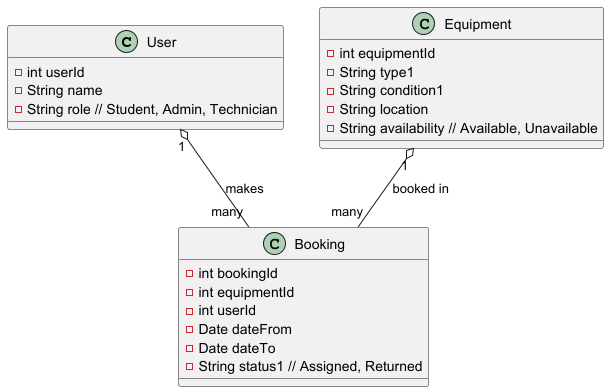 C User
int userId
String name
String role // Student, Admin, Technician
C Equipment
int equipmentId
String type1
String condition1
String location
String availability // Available, Unavailable
1
1
makes
booked in
many
many
C Booking
int bookingId
int equipmentId
int userId
Date dateFrom
Date dateTo
String status1 // Assigned, Returned